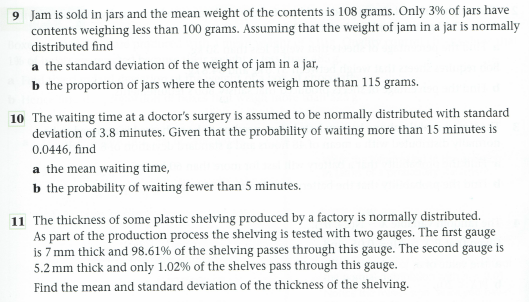 9 Jam is sold in jars and the mean weight of the contents is 108 grams. Only 3% of jars have
contents weighing less than 100 grams. Assuming that the weight of jam in a jar is normally
distributed find
a the standard deviation of the weight of jam in a jar,
b the proportion of jars where the contents weigh more than 115 grams.
10 The waiting time at a doctor's surgery is assumed to be normally distributed with standard
deviation of 3.8 minutes. Given that the probability of waiting more than 15 minutes is
0.0446, find
a the mean waiting time,
b the probability of waiting fewer than 5 minutes.
11 The thickness of some plastic shelving produced by a factory is normally distributed.
As part of the production process the shelving is tested with two gauges. The first gauge
is 7 mm thick and 98.61% of the shelving passes through this gauge. The second gauge is
5.2 mm thick and only 1.02% of the shelves pass through this gauge.
Find the mean and standard deviation of the thickness of the shelving.